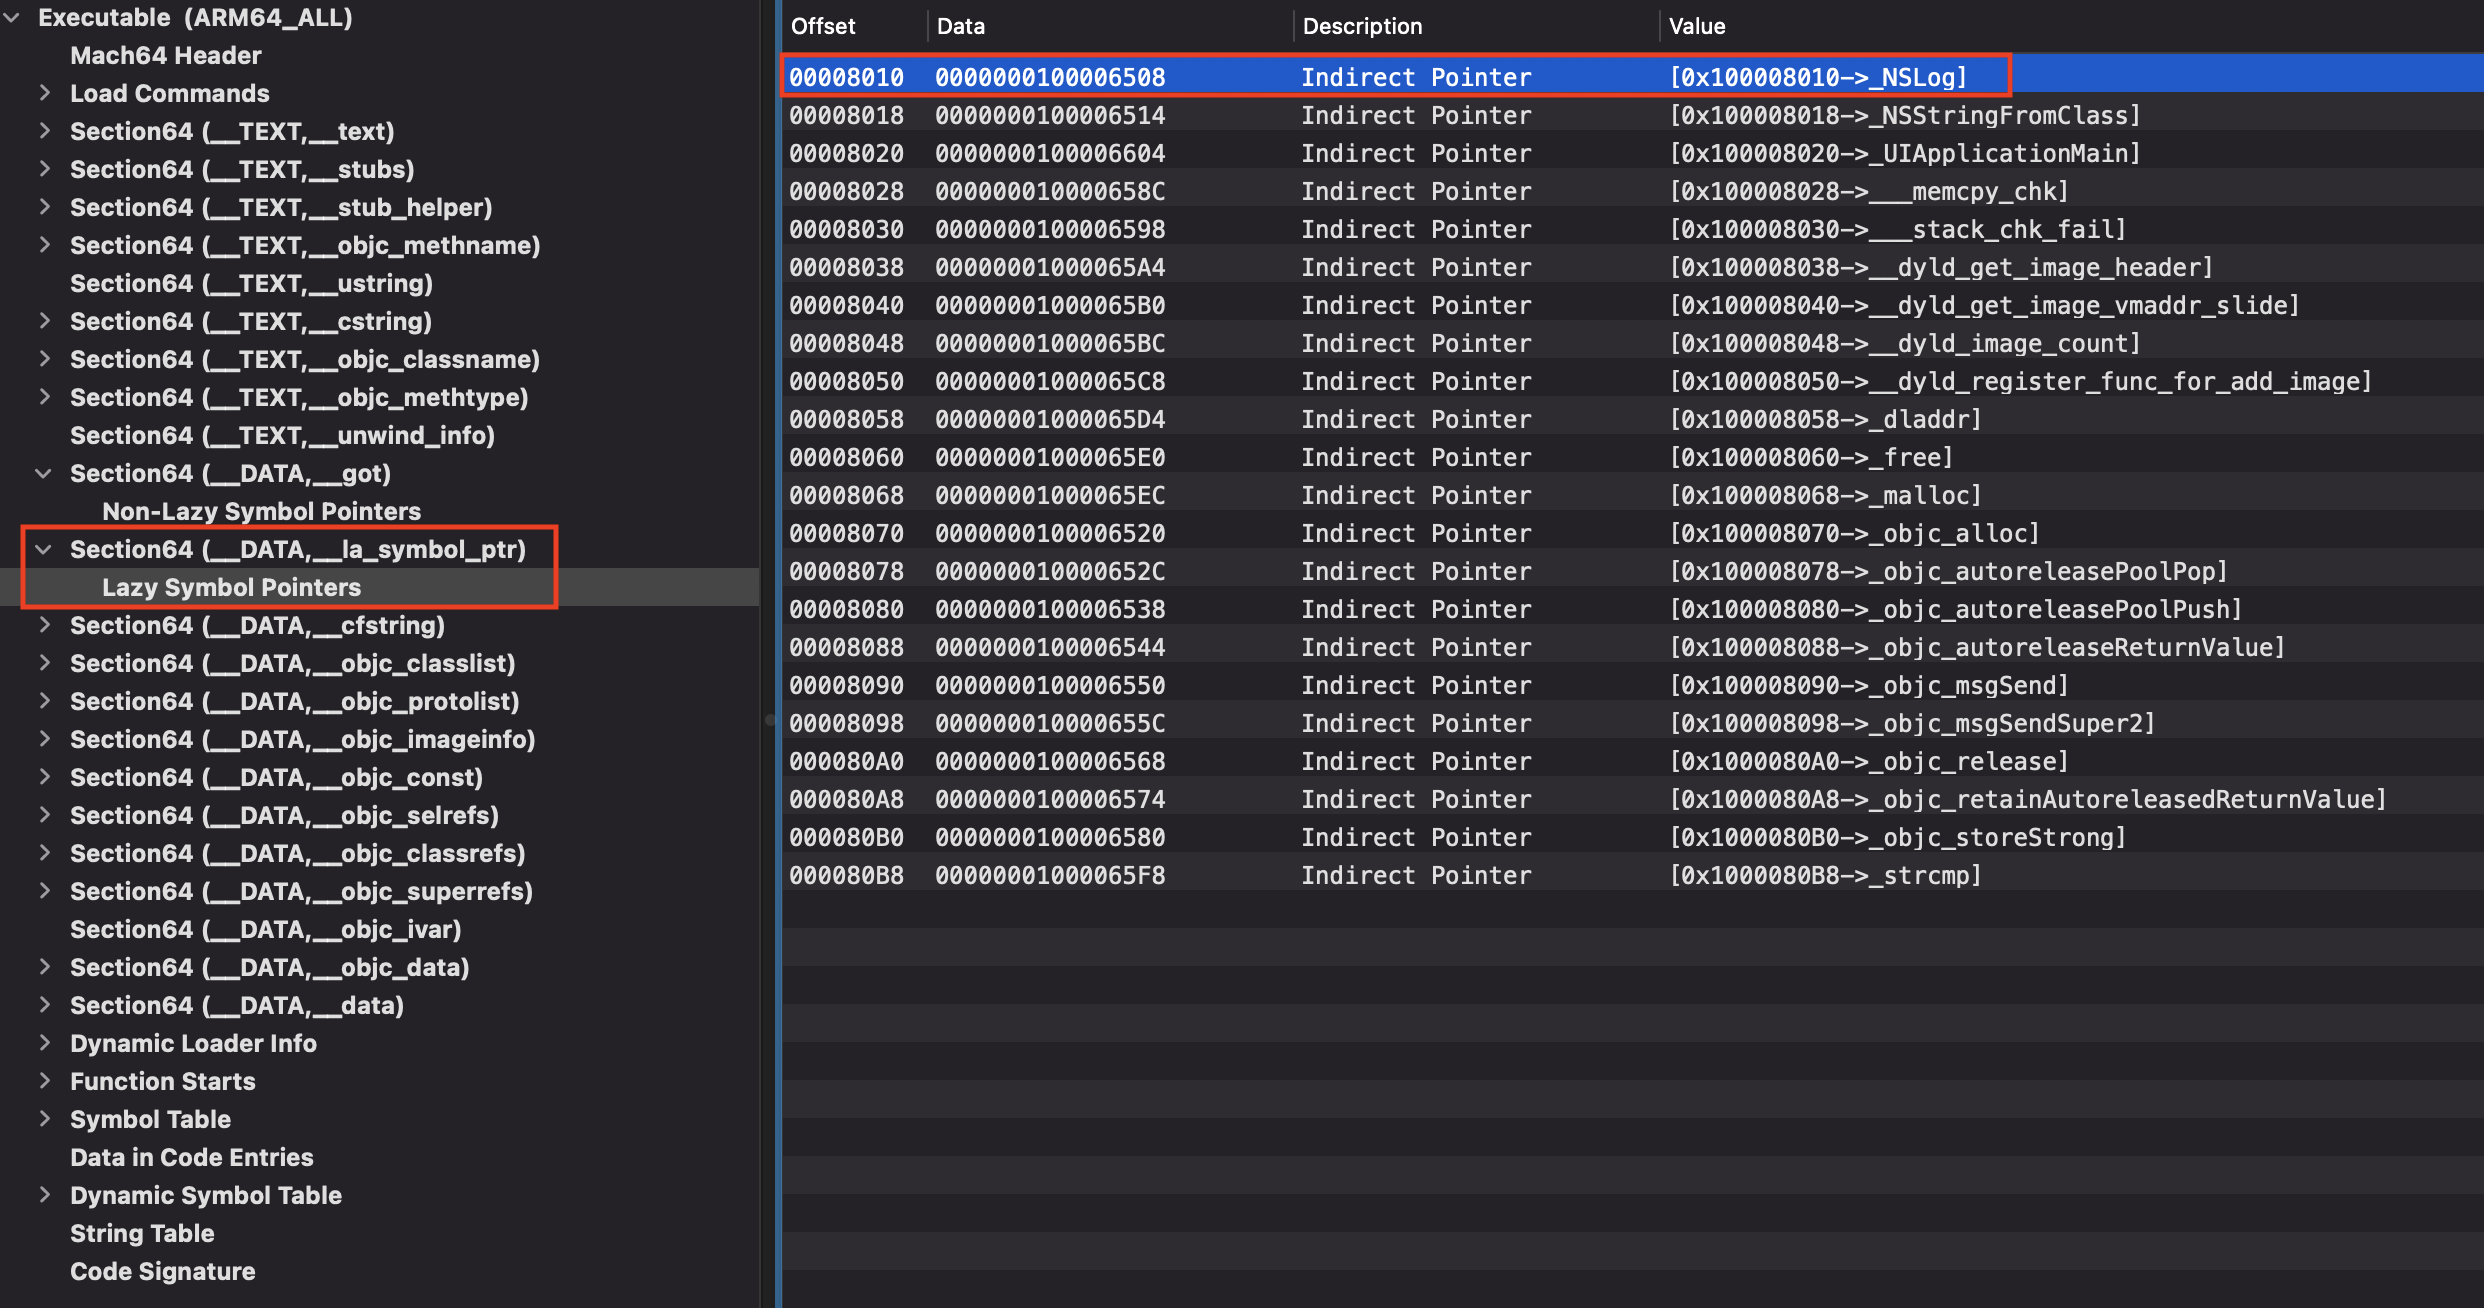 Executable (ARM64_ALL)
Mach64 Header
Load Commands
Section64 (__TEXT,__text)
Section64 (__TEXT,__stubs)
Section64 (__TEXT,__stub_helper)
Section64 (__TEXT,__objc_methname)
Section64 (__TEXT,__ustring)
Section64 (__TEXT,__cstring)
Section64 (__TEXT,__objc_classname)
Section64 (__TEXT,__objc_methtype)
Section64 (__TEXT,__unwind_info)
Section64 (__DATA,__got)
Non-Lazy Symbol Pointers
Section64 (__DATA,__la_symbol_ptr)
Lazy Symbol Pointers
Section64 (__DATA,__cfstring)
Section64 (__DATA,__objc_classlist)
Section64 (__DATA,__objc_protolist)
Section64 (__DATA,__objc_imageinfo)
Section64 (__DATA,__objc_const)
Section64 (__DATA,__objc_selrefs)
Section64 (__DATA,__objc_classrefs)
Section64 (__DATA,__objc_superrefs)
Section64 (__DATA,__objc_ivar)
Section64 (__DATA,__objc_data)
Section64 (__DATA,__data)
Dynamic Loader Info
Function Starts
Symbol Table
Data in Code Entries
Dynamic Symbol Table
String Table
Code Signature
Offset Data Description Value
00008010 0000000100006508 Indirect Pointer [0x100008010->_NSLog]
00008018 0000000100006514 Indirect Pointer [0x100008018->_NSStringFromClass]
00008020 0000000100006604 Indirect Pointer [0x100008020->_UIApplicationMain]
00008028 000000010000658C Indirect Pointer [0x100008028->___memcpy_chk]
00008030 0000000100006598 Indirect Pointer [0x100008030->___stack_chk_fail]
00008038 00000001000065A4 Indirect Pointer [0x100008038->__dyld_get_image_header]
00008040 00000001000065B0 Indirect Pointer [0x100008040->__dyld_get_image_vmaddr_slide]
00008048 00000001000065BC Indirect Pointer [0x100008048->__dyld_image_count]
00008050 00000001000065C8 Indirect Pointer [0x100008050->__dyld_register_func_for_add_image]
00008058 00000001000065D4 Indirect Pointer [0x100008058->_dladdr]
00008060 00000001000065E0 Indirect Pointer [0x100008060->_free]
00008068 00000001000065EC Indirect Pointer [0x100008068->_malloc]
00008070 0000000100006520 Indirect Pointer [0x100008070->_objc_alloc]
00008078 000000010000652C Indirect Pointer [0x100008078->_objc_autoreleasePoolPop]
00008080 0000000100006538 Indirect Pointer [0x100008080->_objc_autoreleasePoolPush]
00008088 0000000100006544 Indirect Pointer [0x100008088->_objc_autoreleaseReturnValue]
00008090 0000000100006550 Indirect Pointer [0x100008090->_objc_msgSend]
00008098 000000010000655C Indirect Pointer [0x100008098->_objc_msgSendSuper2]
000080A0 0000000100006568 Indirect Pointer [0x1000080A0->_objc_release]
000080A8 0000000100006574 Indirect Pointer [0x1000080A8->_objc_retainAutoreleasedReturnValue]
000080B0 0000000100006580 Indirect Pointer [0x1000080B0->_objc_storeStrong]
000080B8 00000001000065F8 Indirect Pointer [0x1000080B8->_strcmp]